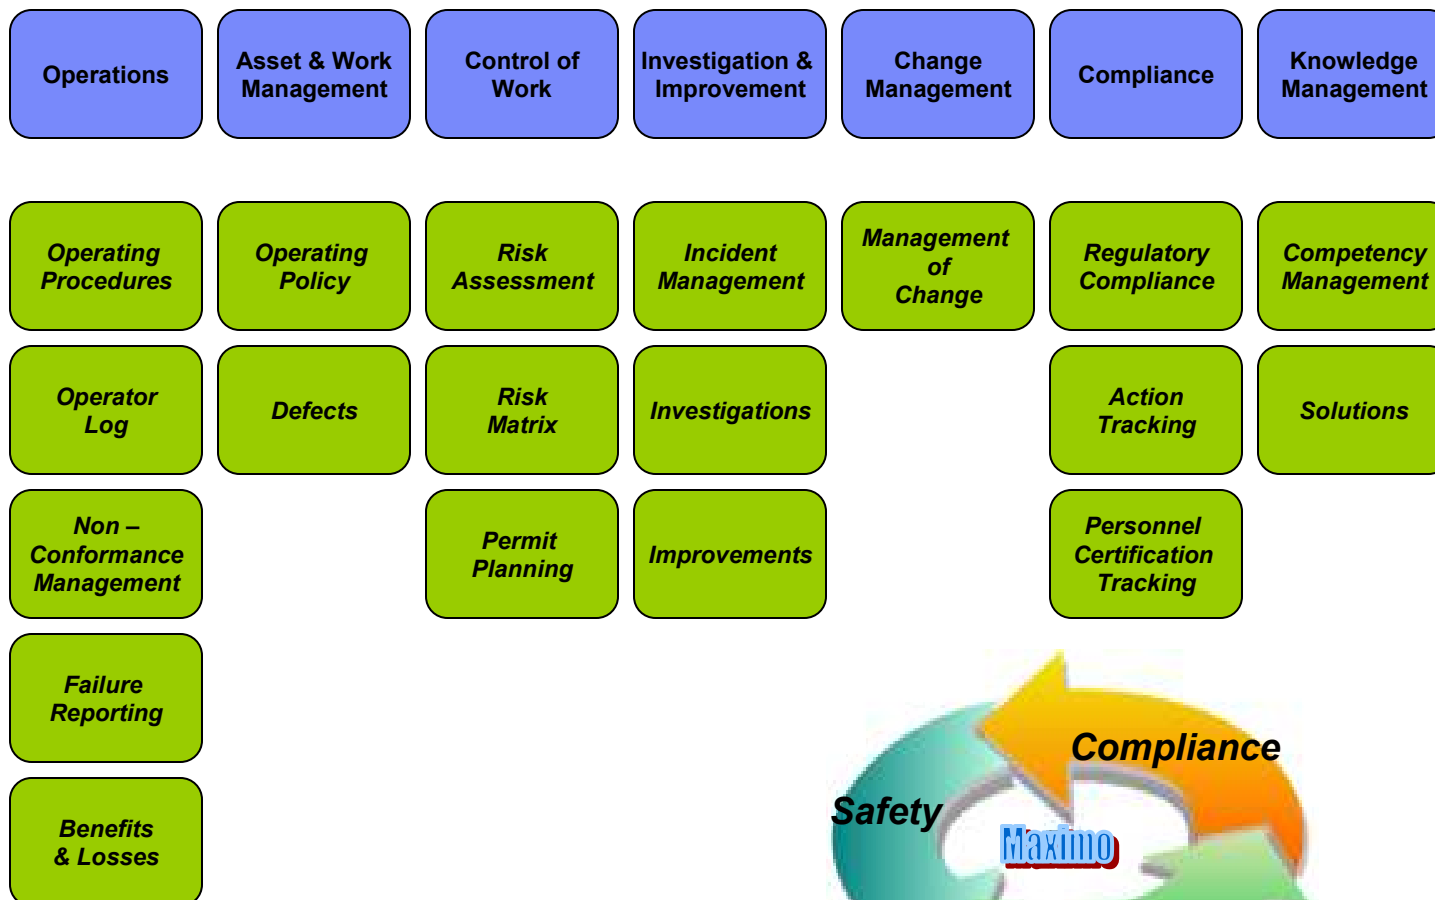 Operations
Asset & Work
Management
Control of
Work
Investigation &
Improvement
Change
Management
Compliance
Knowledge
Management
Operating
Procedures
Operating
Policy
Risk
Assessment
Incident
Management
Management
of
Change
Regulatory
Compliance
Competency
Management
Operator
Log
Defects
Risk
Matrix
Investigations
Action
Tracking
Solutions
Non –
Conformance
Management
Permit
Planning
Improvements
Personnel
Certification
Tracking
Failure
Reporting
Benefits
& Losses
Compliance
Safety
Maximo